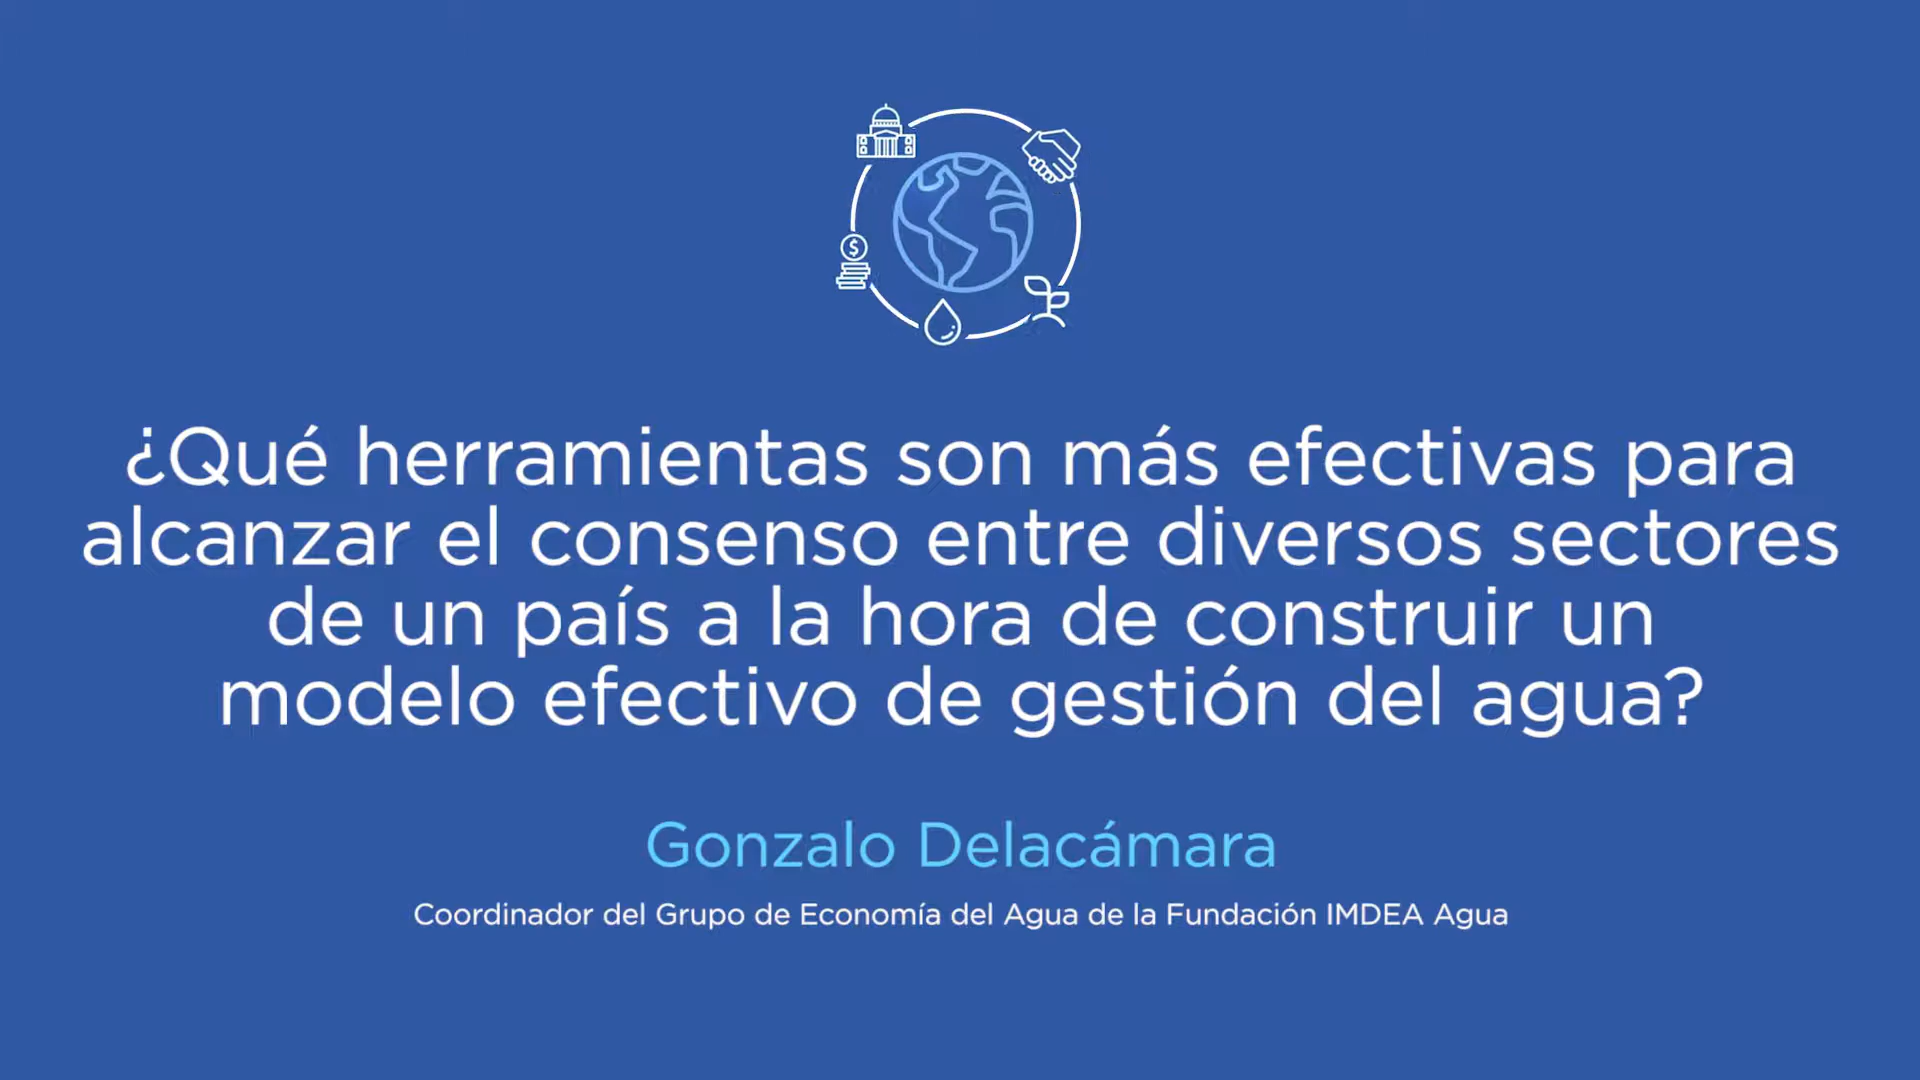 ¿Qué herramientas son más efectivas para
alcanzar el consenso entre diversos sectores
de un país a la hora de construir un
modelo efectivo de gestión del agua?
Gonzalo Delacámara
Coordinador del Grupo de Economía del Agua de la Fundación IMDEA Agua